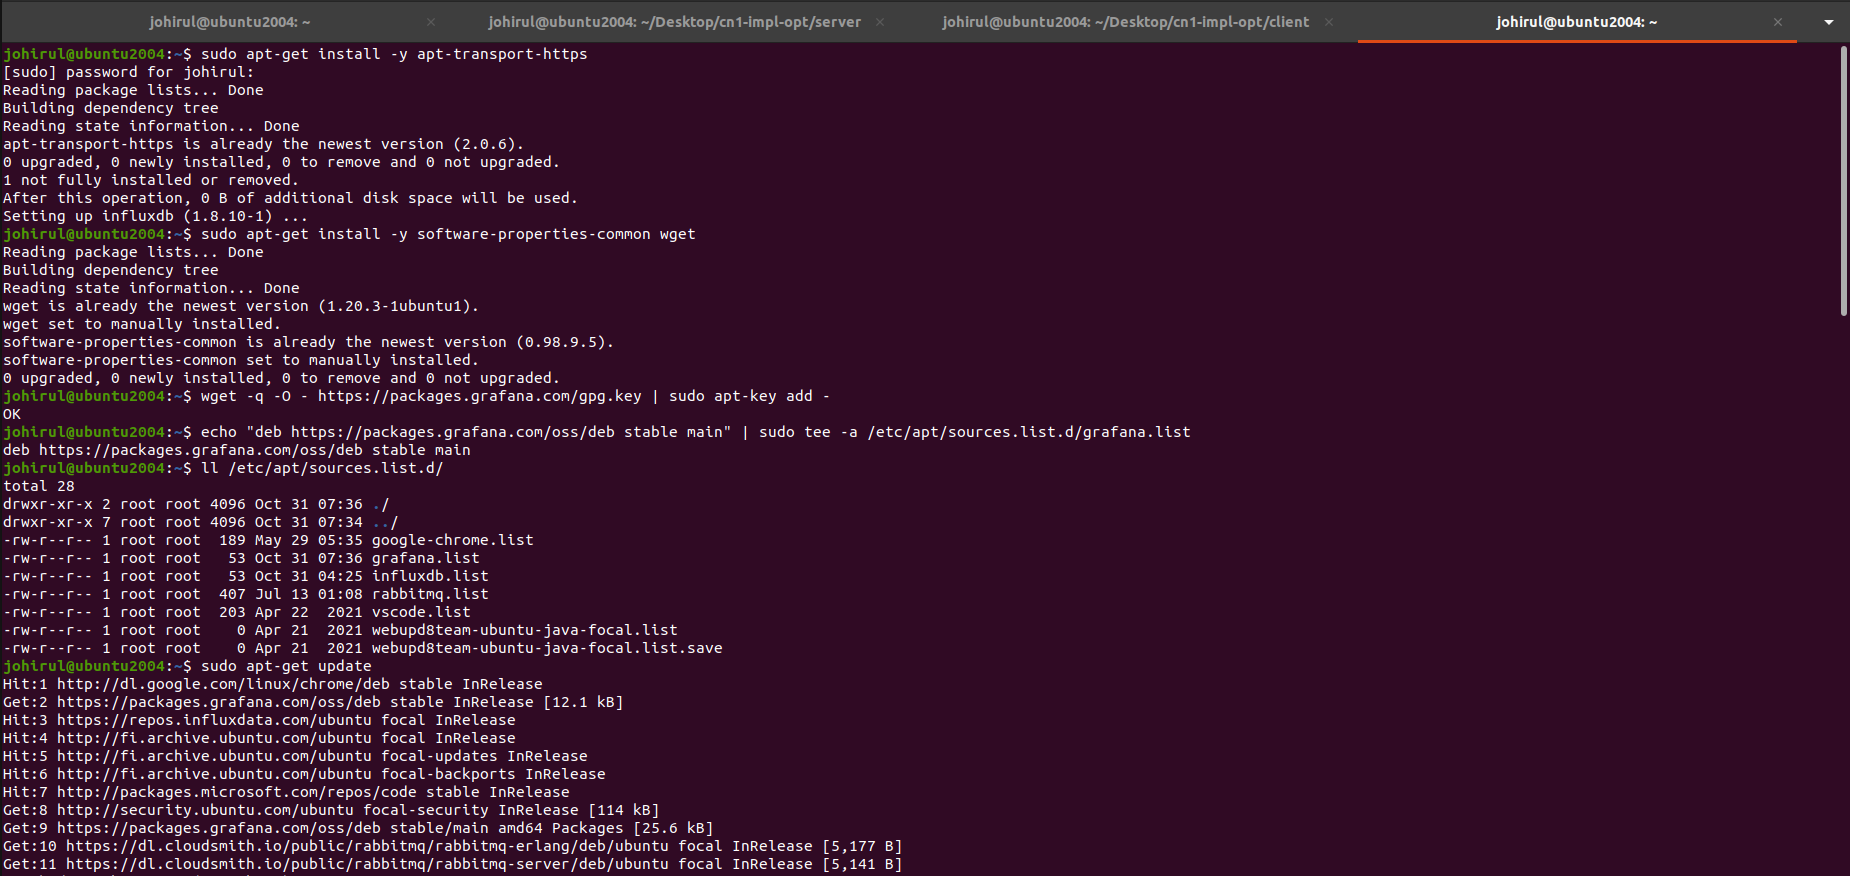 johirul@ubuntu2004: ~ × johirul@ubuntu2004: ~/Desktop/cn1-impl-opt/server × johirul@ubuntu2004: ~/Desktop/cn1-impl-opt/client × johirul@ubuntu2004: ~ ×
johirul@ubuntu2004:~$ sudo apt-get install -y apt-transport-https
[sudo] password for johirul:
Reading package lists... Done
Building dependency tree
Reading state information... Done
apt-transport-https is already the newest version (2.0.6).
0 upgraded, 0 newly installed, 0 to remove and 0 not upgraded.
1 not fully installed or removed.
After this operation, 0 B of additional disk space will be used.
Setting up influxdb (1.8.10-1) ...
johirul@ubuntu2004:~$ sudo apt-get install -y software-properties-common wget
Reading package lists... Done
Building dependency tree
Reading state information... Done
wget is already the newest version (1.20.3-1ubuntu1).
wget set to manually installed.
software-properties-common is already the newest version (0.98.9.5).
software-properties-common set to manually installed.
0 upgraded, 0 newly installed, 0 to remove and 0 not upgraded.
johirul@ubuntu2004:~$ wget -q -O - https://packages.grafana.com/gpg.key | sudo apt-key add -
OK
johirul@ubuntu2004:~$ echo "deb https://packages.grafana.com/oss/deb stable main" | sudo tee -a /etc/apt/sources.list.d/grafana.list
deb https://packages.grafana.com/oss/deb stable main
johirul@ubuntu2004:~$ ll /etc/apt/sources.list.d/
total 28
drwxr-xr-x 2 root root 4096 Oct 31 07:36 ./
drwxr-xr-x 7 root root 4096 Oct 31 07:34 ../
-rw-r--r-- 1 root root  189 May 29 05:35 google-chrome.list
-rw-r--r-- 1 root root   53 Oct 31 07:36 grafana.list
-rw-r--r-- 1 root root   53 Oct 31 04:25 influxdb.list
-rw-r--r-- 1 root root  407 Jul 13 01:08 rabbitmq.list
-rw-r--r-- 1 root root  203 Apr 22  2021 vscode.list
-rw-r--r-- 1 root root    0 Apr 21  2021 webupd8team-ubuntu-java-focal.list
-rw-r--r-- 1 root root    0 Apr 21  2021 webupd8team-ubuntu-java-focal.list.save
johirul@ubuntu2004:~$ sudo apt-get update
Hit:1 http://dl.google.com/linux/chrome/deb stable InRelease
Get:2 https://packages.grafana.com/oss/deb stable InRelease [12.1 kB]
Hit:3 https://repos.influxdata.com/ubuntu focal InRelease
Hit:4 http://fi.archive.ubuntu.com/ubuntu focal InRelease
Hit:5 http://fi.archive.ubuntu.com/ubuntu focal-updates InRelease
Hit:6 http://fi.archive.ubuntu.com/ubuntu focal-backports InRelease
Hit:7 http://packages.microsoft.com/repos/code stable InRelease
Get:8 http://security.ubuntu.com/ubuntu focal-security InRelease [114 kB]
Get:9 https://packages.grafana.com/oss/deb stable/main amd64 Packages [25.6 kB]
Get:10 https://dl.cloudsmith.io/public/rabbitmq/rabbitmq-erlang/deb/ubuntu focal InRelease [5,177 B]
Get:11 https://dl.cloudsmith.io/public/rabbitmq/rabbitmq-server/deb/ubuntu focal InRelease [5,141 B]